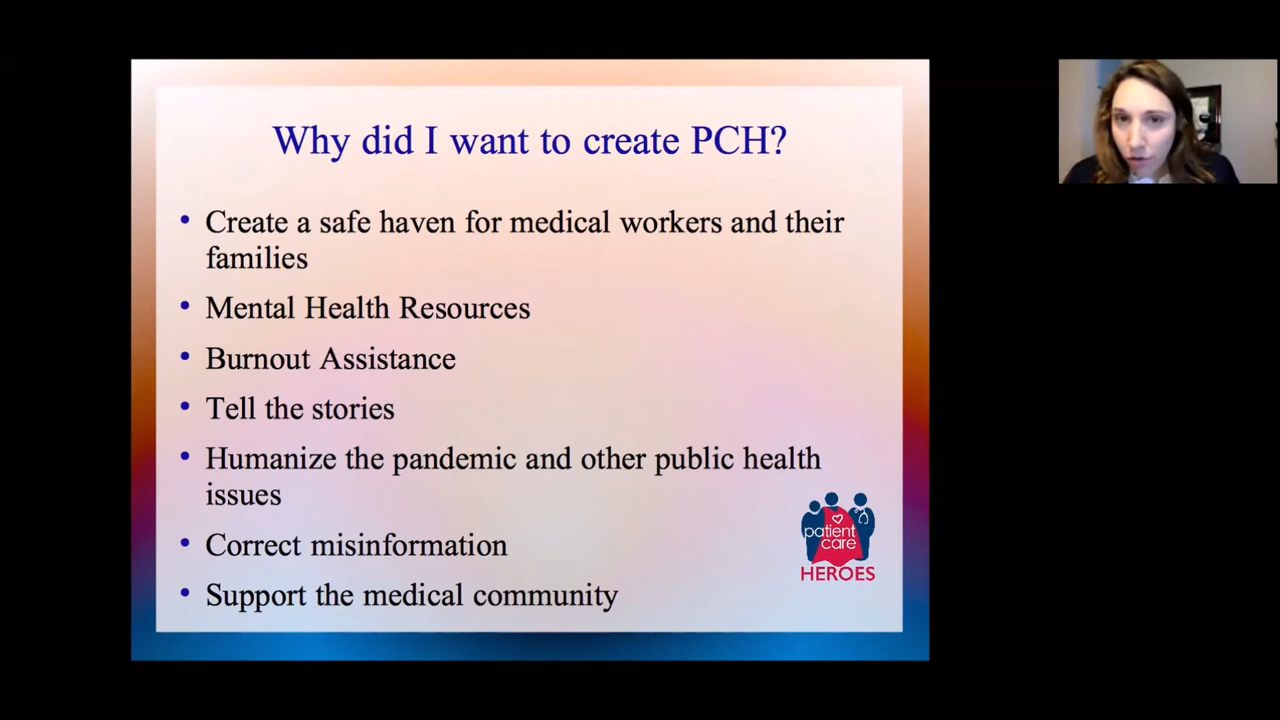 Why did I want to create PCH?
• Create a safe haven for medical workers and their
families
• Mental Health Resources
• Burnout Assistance
• Tell the stories
• Humanize the pandemic and other public health
issues
• Correct misinformation
• Support the medical community
patient
care
HEROES